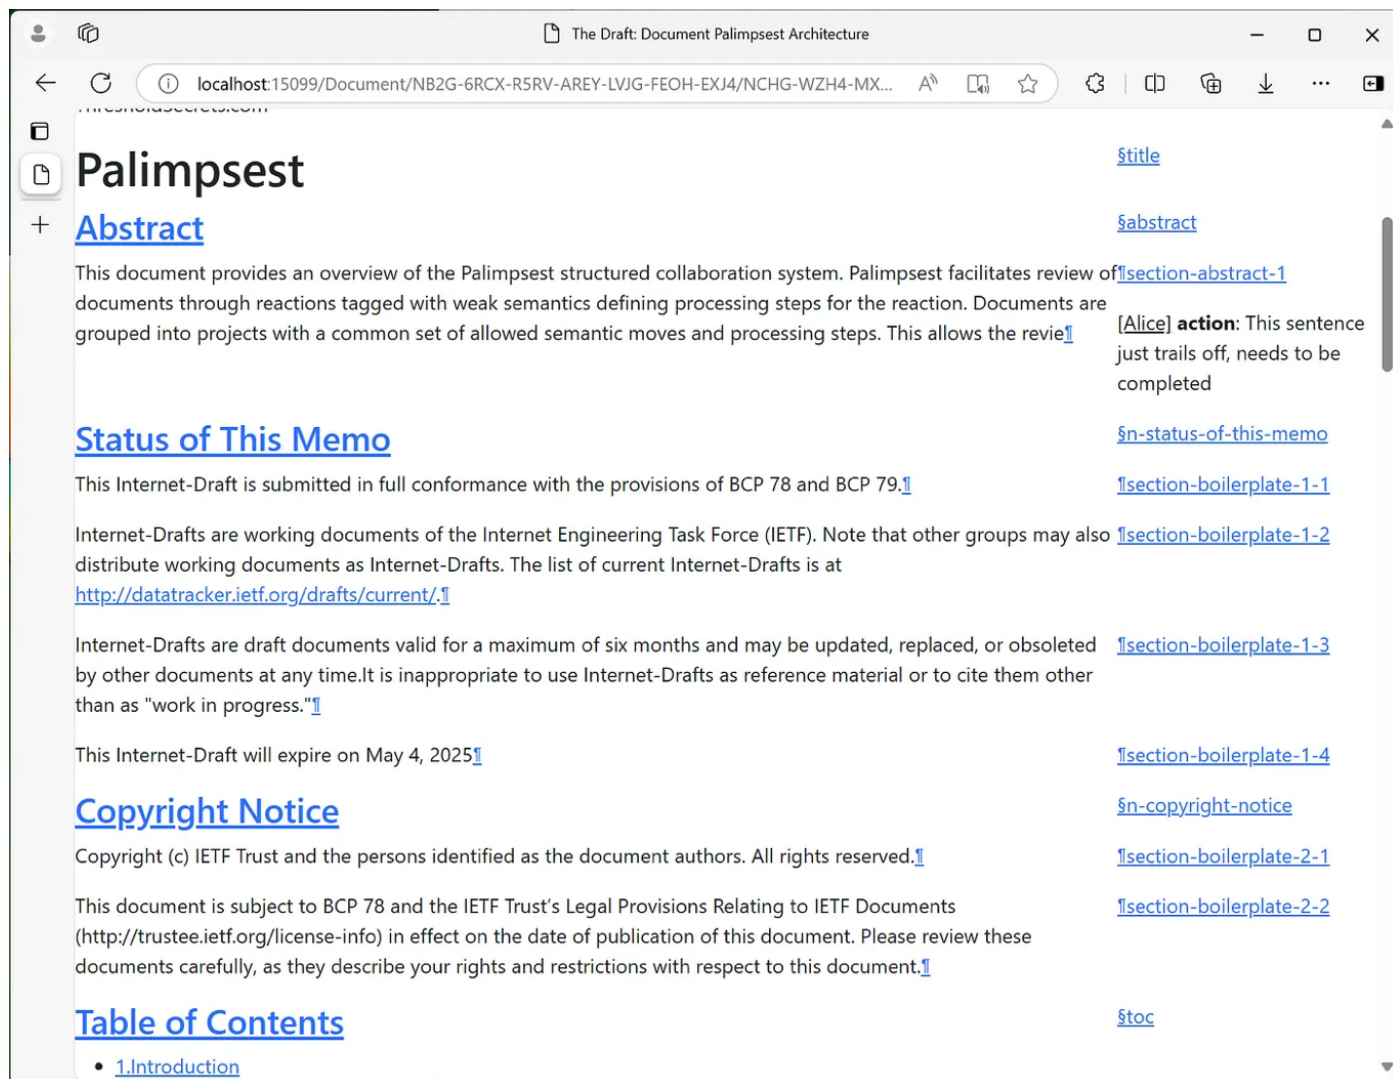 The Draft: Document Palimpsest Architecture
localhost:15099/Document/NB2G-6RCX-R5RV-AREY-LVJG-FEOH-EXJ4/NCHG-WZH4-MX...
ThresholdSecrets.com
Palimpsest
§title
Abstract
§abstract
This document provides an overview of the Palimpsest structured collaboration system. Palimpsest facilitates review of
documents through reactions tagged with weak semantics defining processing steps for the reaction. Documents are
grouped into projects with a common set of allowed semantic moves and processing steps. This allows the revie¶
¶section-abstract-1
[Alice] action: This sentence
just trails off, needs to be
completed
Status of This Memo
§n-status-of-this-memo
This Internet-Draft is submitted in full conformance with the provisions of BCP 78 and BCP 79.¶
¶section-boilerplate-1-1
Internet-Drafts are working documents of the Internet Engineering Task Force (IETF). Note that other groups may also
distribute working documents as Internet-Drafts. The list of current Internet-Drafts is at
http://datatracker.ietf.org/drafts/current/.¶
¶section-boilerplate-1-2
Internet-Drafts are draft documents valid for a maximum of six months and may be updated, replaced, or obsoleted
by other documents at any time.It is inappropriate to use Internet-Drafts as reference material or to cite them other
than as "work in progress."¶
¶section-boilerplate-1-3
This Internet-Draft will expire on May 4, 2025¶
¶section-boilerplate-1-4
Copyright Notice
§n-copyright-notice
Copyright (c) IETF Trust and the persons identified as the document authors. All rights reserved.¶
¶section-boilerplate-2-1
This document is subject to BCP 78 and the IETF Trust’s Legal Provisions Relating to IETF Documents
(http://trustee.ietf.org/license-info) in effect on the date of publication of this document. Please review these
documents carefully, as they describe your rights and restrictions with respect to this document.¶
¶section-boilerplate-2-2
Table of Contents
§toc
1.Introduction